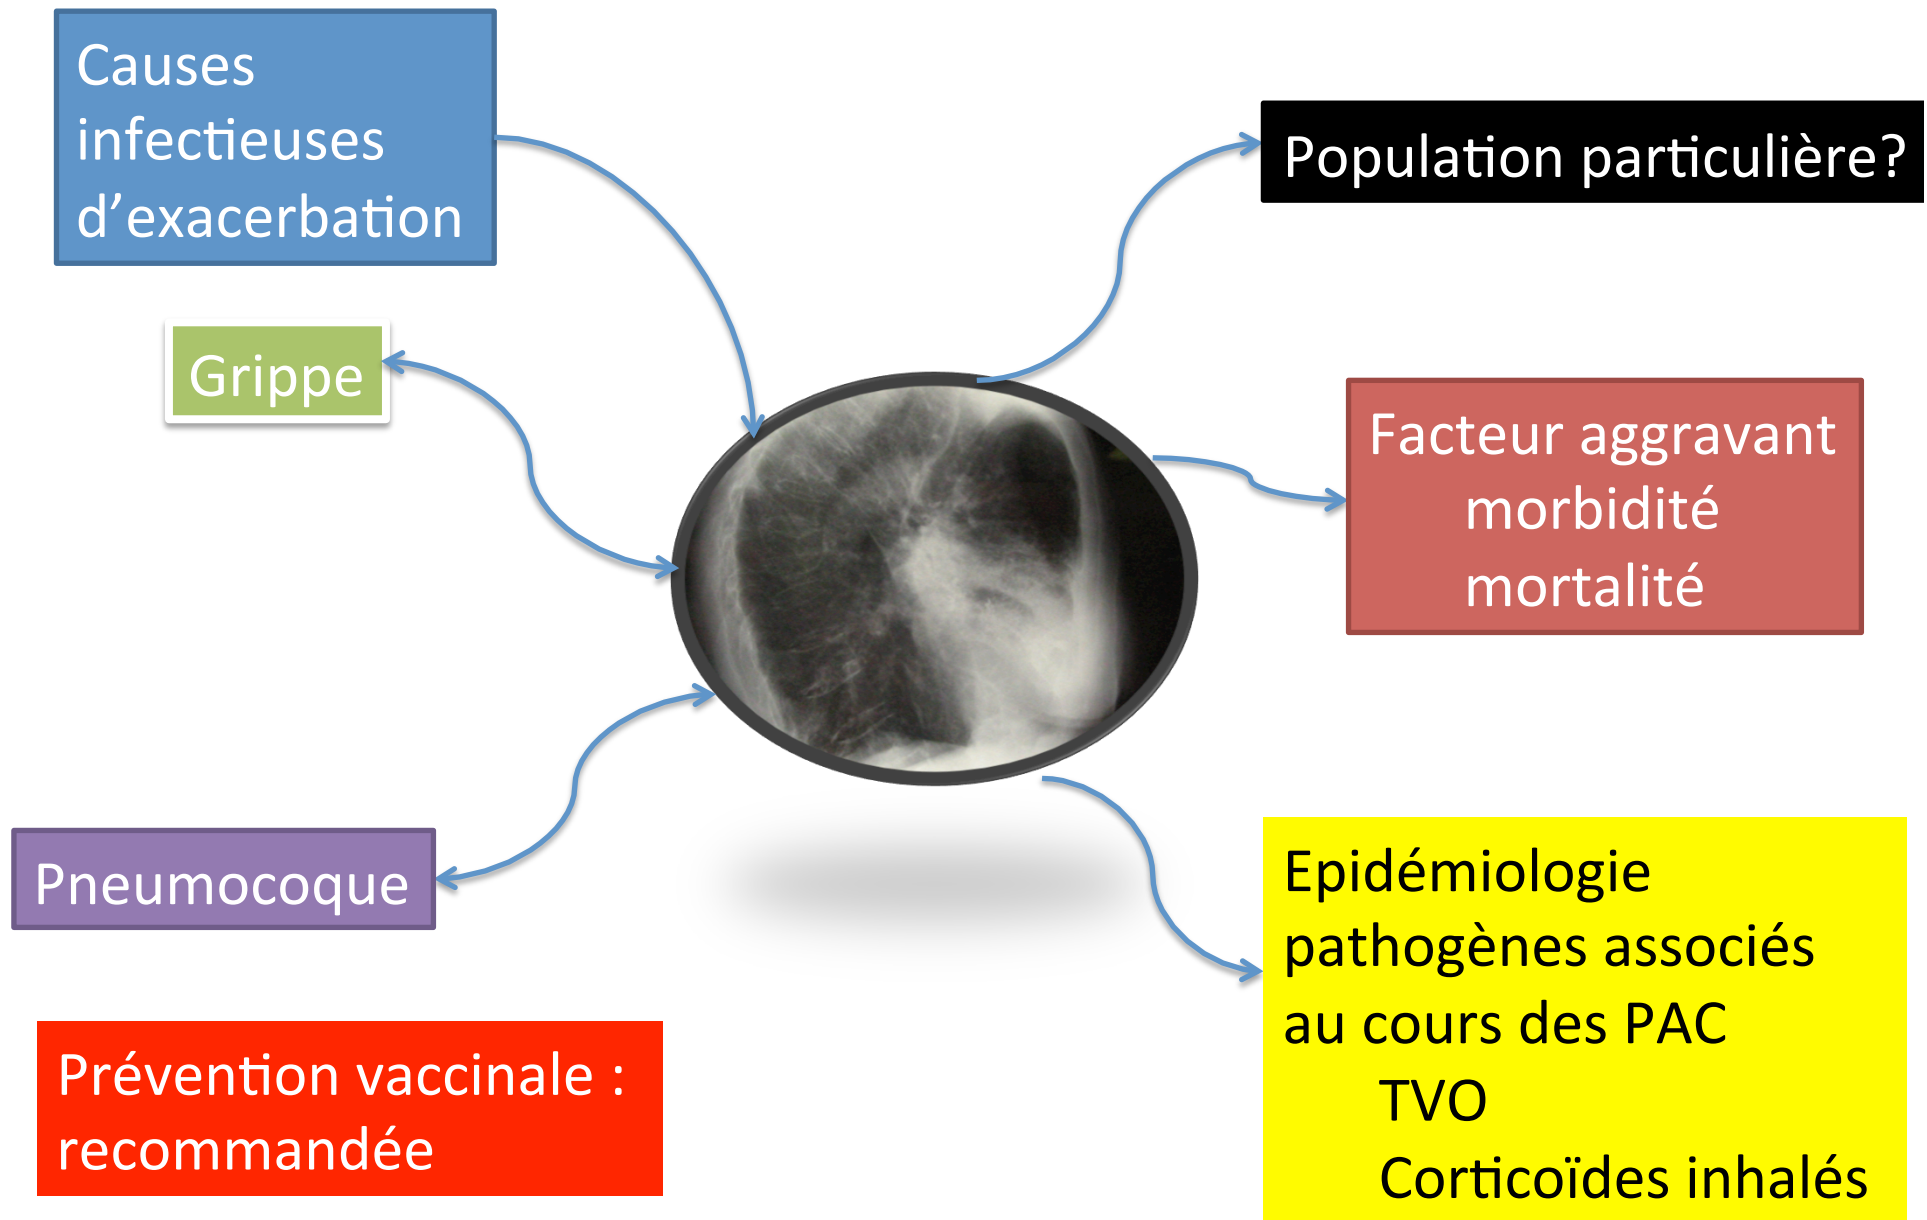 Causes
infectieuses
d’exacerbation
Grippe
Pneumocoque
Prévention vaccinale :
recommandée
Population particulière?
Facteur aggravant
morbidité
mortalité
Epidémiologie
pathogènes associés
au cours des PAC
TVO
Corticoïdes inhalés